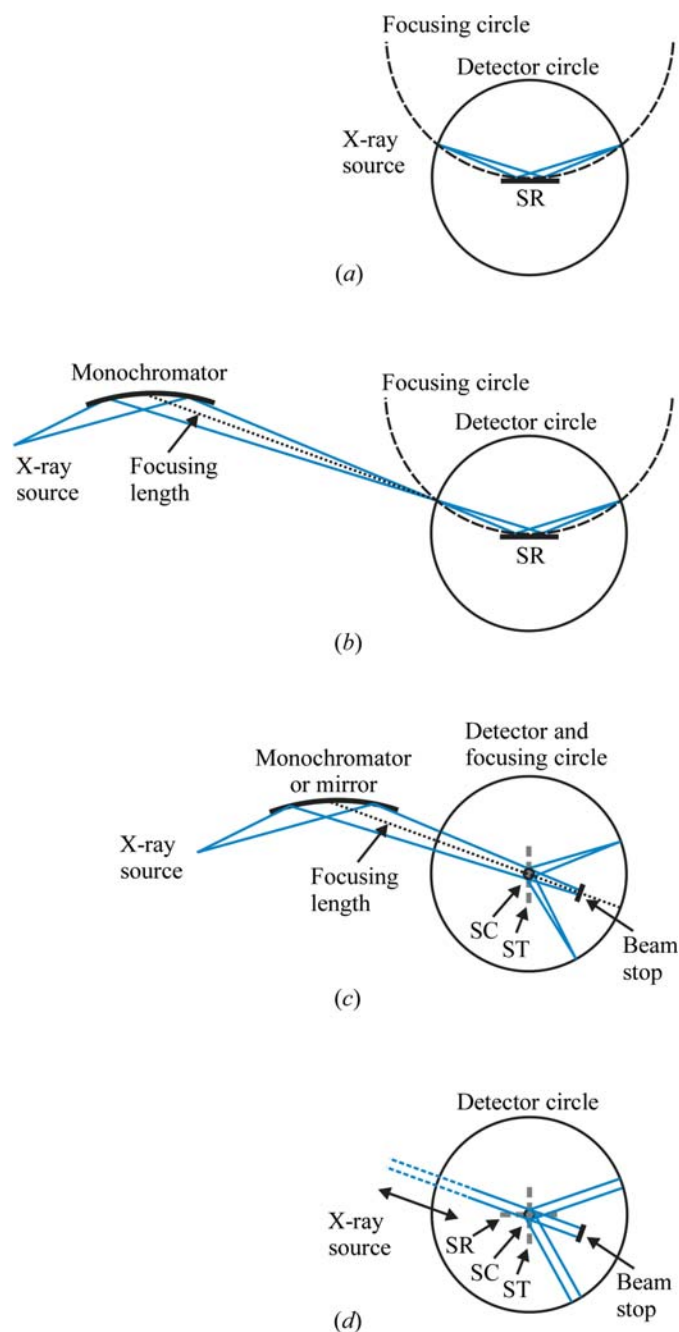 Focusing circle
Detector circle
X-ray
source
SR
(a)
Monochromator
Focusing circle
Detector circle
X-ray
source
Focusing
length
SR
(b)
Detector and
focusing circle
Monochromator
or mirror
X-ray
source
Focusing
length
SC
ST
Beam
stop
(c)
Detector circle
X-ray
source
SR
SC
ST
Beam
stop
(d)